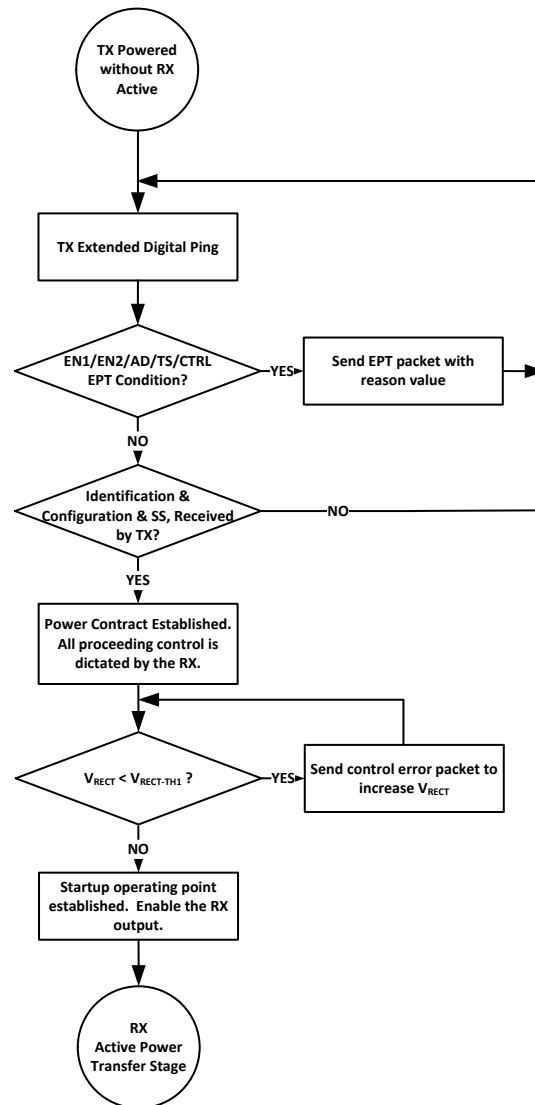 TX Powered
without RX
Active
TX Extended Digital Ping
EN1/EN2/AD/TS/CTRL
EPT Condition?
YES
Send EPT packet with
reason value
NO
Identification &
Configuration & SS, Received
by TX?
NO
YES
Power Contract Established.
All proceeding control is
dictated by the RX.
VRECT < VRECT-TH1 ?
YES
Send control error packet to
increase VRECT
NO
Startup operating point
established. Enable the RX
output.
RX
Active Power
Transfer Stage